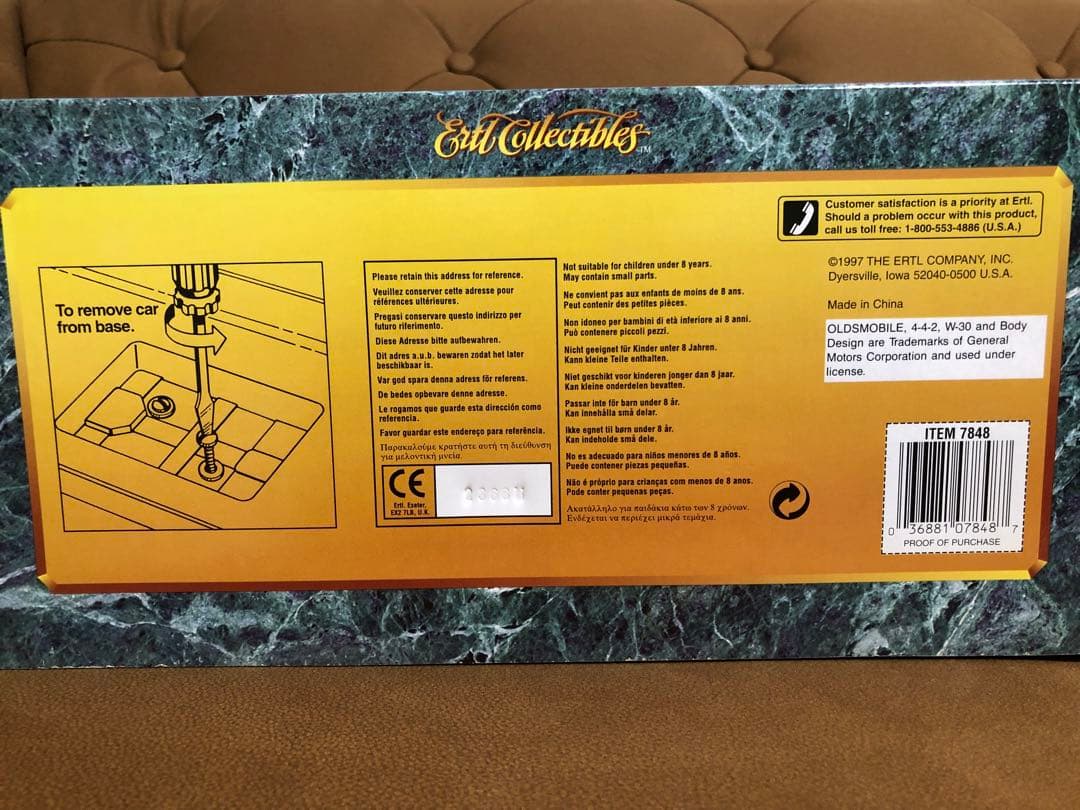 Ertl Collectibles™
Customer satisfaction is a priority at Ertl.
Should a problem occur with this product,
call us toll free: 1-800-553-4886 (U.S.A.)
©1997 THE ERTL COMPANY, INC.
Dyersville, Iowa 52040-0500 U.S.A.
Made in China
OLDSMOBILE, 4-4-2, W-30 and Body
Design are Trademarks of General
Motors Corporation and used under
license.
To remove car
from base.
Please retain this address for reference.
Veuillez conserver cette adresse pour
références ultérieures.
Pregasi conservare questo indirizzo per
futuro riferimento.
Diese Adresse bitte aufbewahren.
Dit adres a.u.b. bewaren zodat het later
beschikbaar is.
Var god spara denna adress för referens.
De bedes opbevare denne adresse.
Le rogamos que guarde esta dirección como
referencia.
Favor guardar este endereço para referência.
Παρακαλούμε κρατήστε αυτή τη διεύθυνση
για μελοντική μνεία.
CE
Ertl. Exeter,
EX2 7LB, U.K.
Not suitable for children under 8 years.
May contain small parts.
Ne convient pas aux enfants de moins de 8 ans.
Peut contenir des petites pièces.
Non idoneo per bambini di età inferiore ai 8 anni.
Può contenere piccoli pezzi.
Nicht geeignet für Kinder unter 8 Jahren.
Kann kleine Teile enthalten.
Niet geschikt voor kinderen jonger dan 8 jaar.
Kan kleine onderdelen bevatten.
Passar inte för barn under 8 år.
Kan innehålla små delar.
Ikke egnet til børn under 8 år.
Kan indeholde små dele.
No es adecuado para niños menores de 8 años.
Puede contener piezas pequeñas.
Não é próprio para crianças com menos de 8 anos.
Pode conter pequenas peças.
Ακατάλληλο για παιδάκια κάτω των 8 χρόνων.
Ενδέχεται να περιέχει μικρά τεμάχια.
ITEM 7848
0 36881 07848 7
PROOF OF PURCHASE